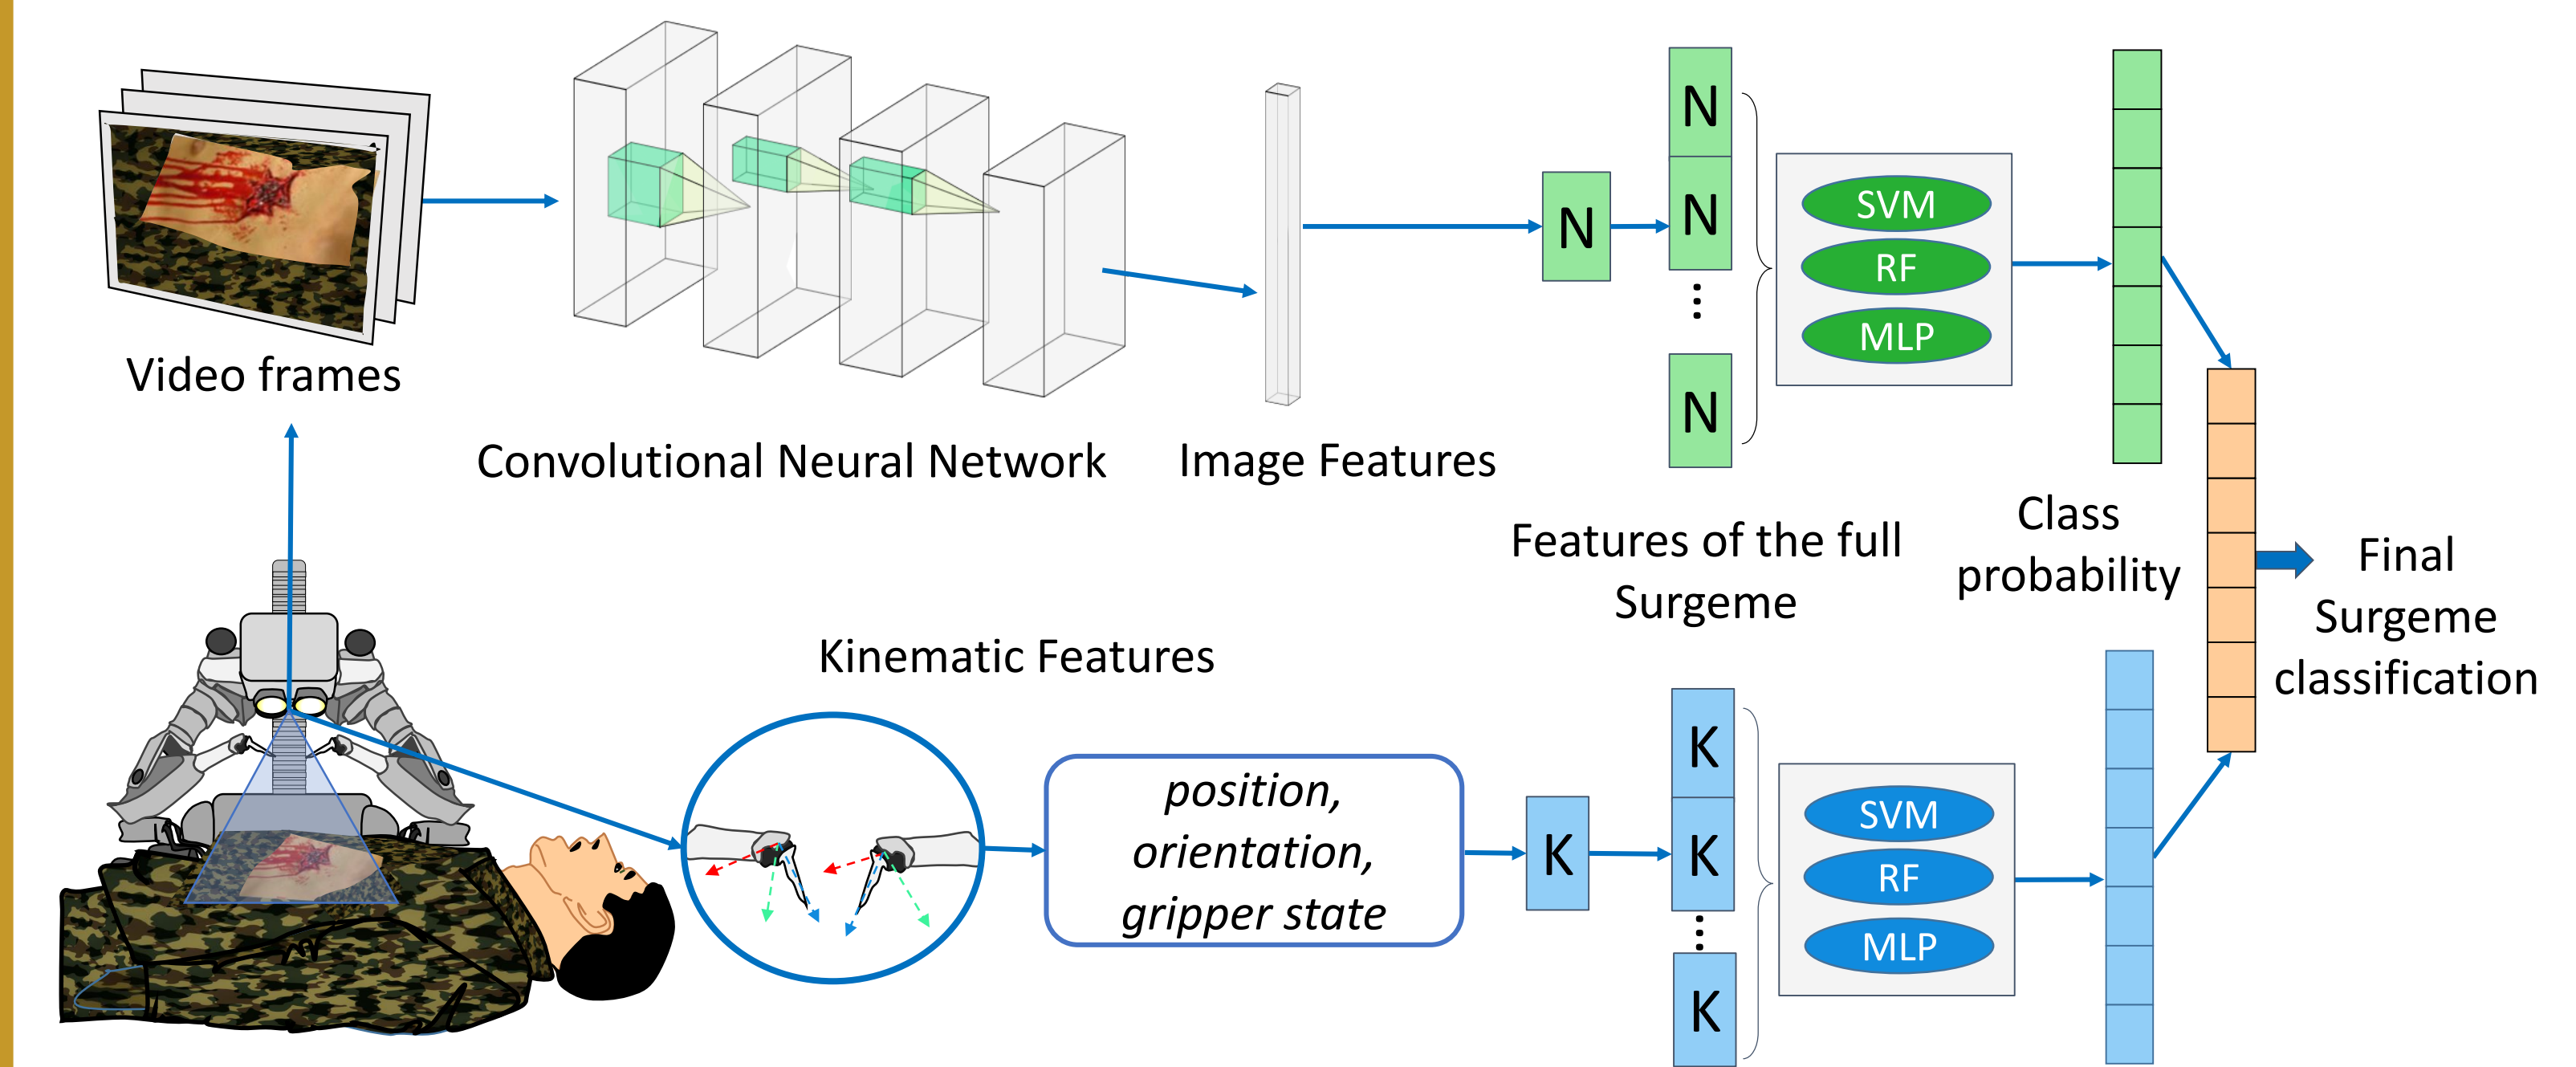 Video frames
Convolutional Neural Network
Image Features
N
N
N
N
SVM
RF
MLP
Features of the full
Surgeme
Class
probability
Final
Surgeme
classification
Kinematic Features
position,
orientation,
gripper state
K
K
K
K
SVM
RF
MLP